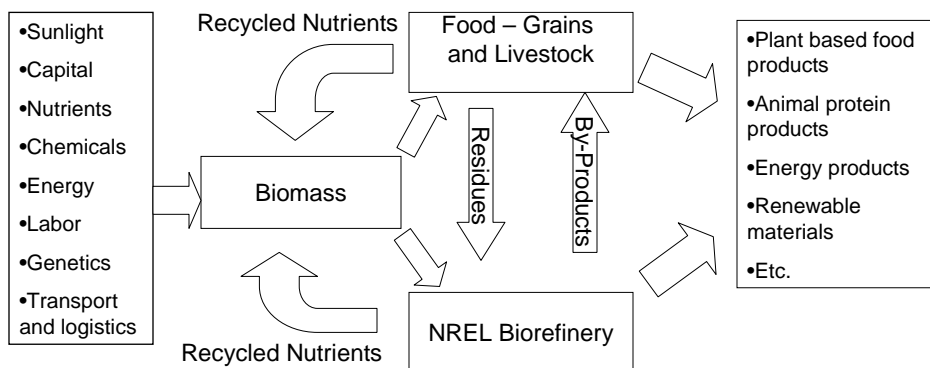 •Sunlight
•Capital
•Nutrients
•Chemicals
•Energy
•Labor
•Genetics
•Transport
and logistics
Recycled Nutrients
Biomass
Recycled Nutrients
Food – Grains
and Livestock
Residues
By-Products
NREL Biorefinery
•Plant based food
products
•Animal protein
products
•Energy products
•Renewable
materials
•Etc.